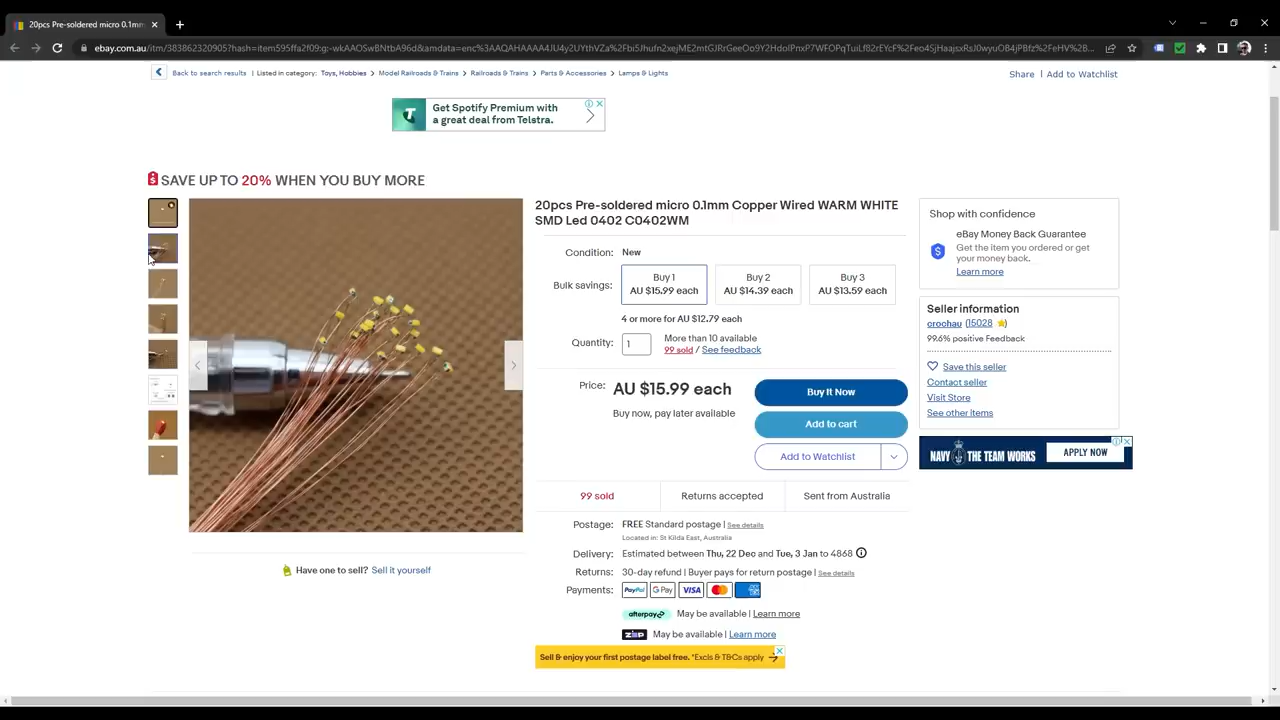 20pcs Pre-soldered micro 0.1mm
Back to search results | Listed in category: Toys, Hobbies > Model Railroads & Trains > Railroads & Trains > Parts & Accessories > Lamps & Lights
Share | Add to Watchlist
Get Spotify Premium with
a great deal from Telstra.
SAVE UP TO 20% WHEN YOU BUY MORE
20pcs Pre-soldered micro 0.1mm Copper Wired WARM WHITE
SMD Led 0402 C0402WM
Condition: New
Bulk savings:
Buy 1
AU $15.99 each
Buy 2
AU $14.39 each
Buy 3
AU $13.59 each
4 or more for AU $12.79 each
Quantity: 1
More than 10 available
99 sold / See feedback
Price: AU $15.99 each
Buy now, pay later available
Buy It Now
Add to cart
Add to Watchlist
99 sold
Returns accepted
Sent from Australia
Postage: FREE Standard postage | See details
Located in: St Kilda East, Australia
Delivery: Estimated between Thu, 22 Dec and Tue, 3 Jan to 4868
Returns: 30-day refund | Buyer pays for return postage | See details
Payments: PayPal G Pay VISA
afterpay May be available | Learn more
ZIP May be available | Learn more
Sell & enjoy your first postage label free. *Excls & T&Cs apply
Have one to sell? Sell it yourself
Shop with confidence
eBay Money Back Guarantee
Get the item you ordered or get
your money back.
Learn more
Seller information
crochau (15028)
99.6% positive Feedback
Save this seller
Contact seller
Visit Store
See other items
NAVY THE TEAM WORKS
APPLY NOW